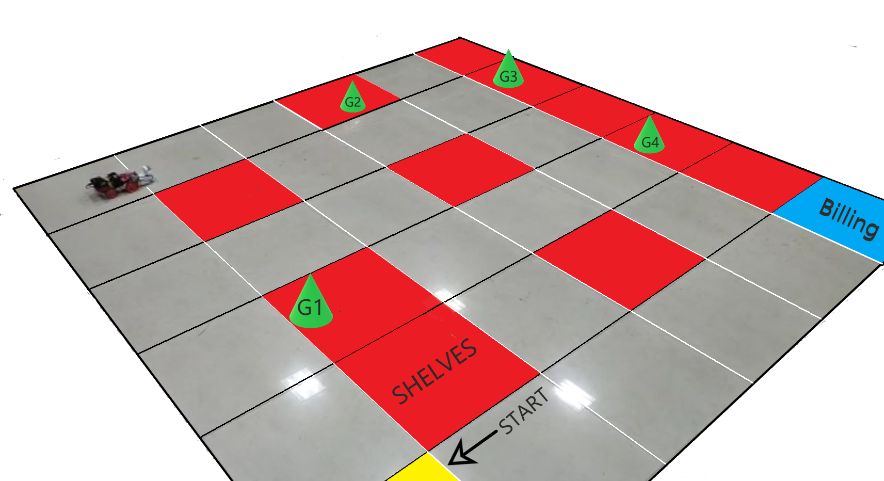 G3
G2
G4
Billing
G1
SHELVES
START